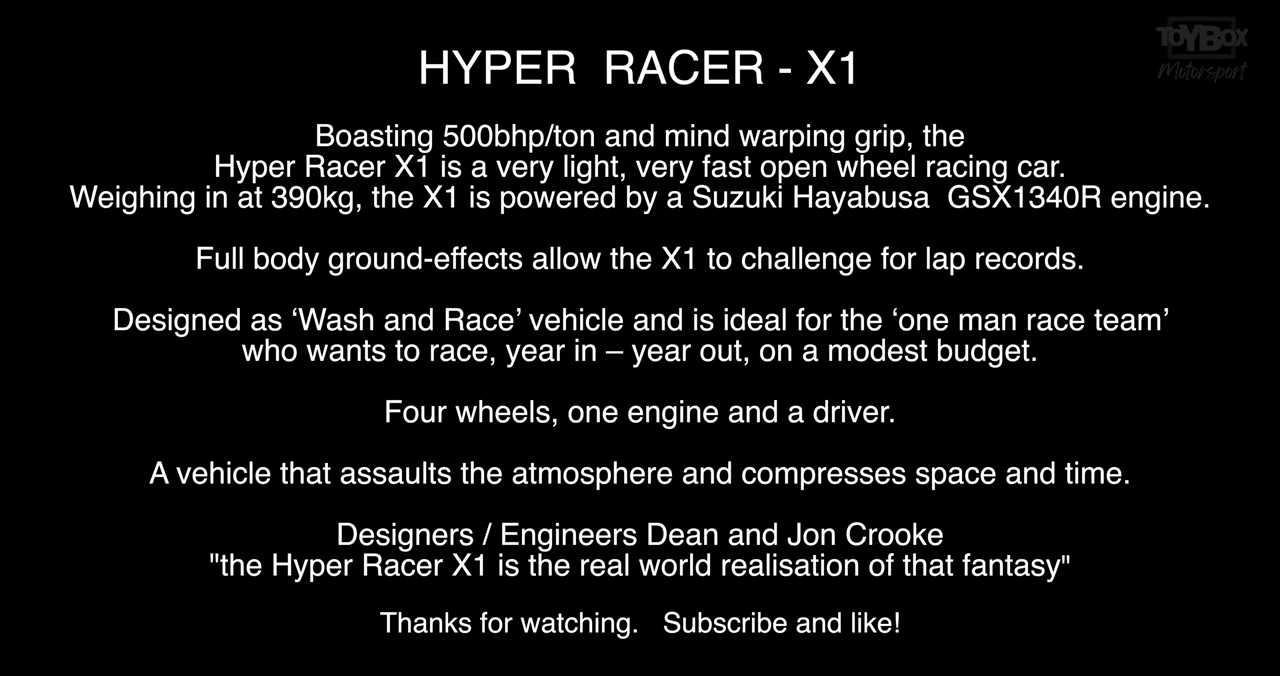 TOYBOX
Motorsport
HYPER  RACER - X1
Boasting 500bhp/ton and mind warping grip, the
Hyper Racer X1 is a very light, very fast open wheel racing car.
Weighing in at 390kg, the X1 is powered by a Suzuki Hayabusa  GSX1340R engine.
Full body ground-effects allow the X1 to challenge for lap records.
Designed as ‘Wash and Race’ vehicle and is ideal for the ‘one man race team’
who wants to race, year in – year out, on a modest budget.
Four wheels, one engine and a driver.
A vehicle that assaults the atmosphere and compresses space and time.
Designers / Engineers Dean and Jon Crooke
"the Hyper Racer X1 is the real world realisation of that fantasy"
Thanks for watching.   Subscribe and like!